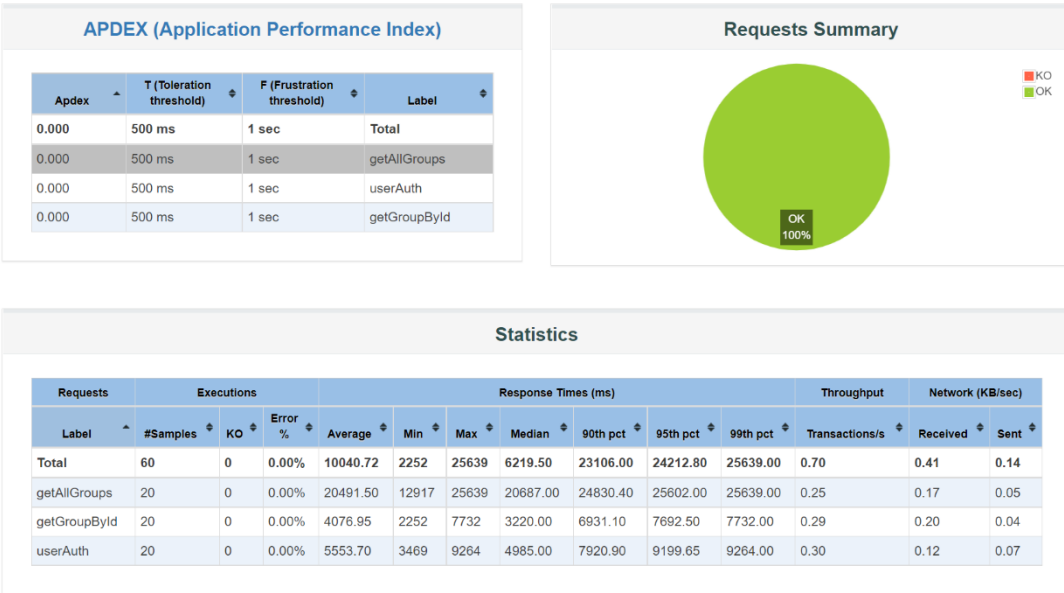 APDEX (Application Performance Index)
Apdex T (Toleration threshold) F (Frustration threshold) Label
0.000 500 ms 1 sec Total
0.000 500 ms 1 sec getAllGroups
0.000 500 ms 1 sec userAuth
0.000 500 ms 1 sec getGroupById
Requests Summary
KO
OK
OK
100%
Statistics
Requests Executions Response Times (ms) Throughput Network (KB/sec)
Label #Samples KO Error % Average Min Max Median 90th pct 95th pct 99th pct Transactions/s Received Sent
Total 60 0 0.00% 10040.72 2252 25639 6219.50 23106.00 24212.80 25639.00 0.70 0.41 0.14
getAllGroups 20 0 0.00% 20491.50 12917 25639 20687.00 24830.40 25602.00 25639.00 0.25 0.17 0.05
getGroupById 20 0 0.00% 4076.95 2252 7732 3220.00 6931.10 7692.50 7732.00 0.29 0.20 0.04
userAuth 20 0 0.00% 5553.70 3469 9264 4985.00 7920.90 9199.65 9264.00 0.30 0.12 0.07